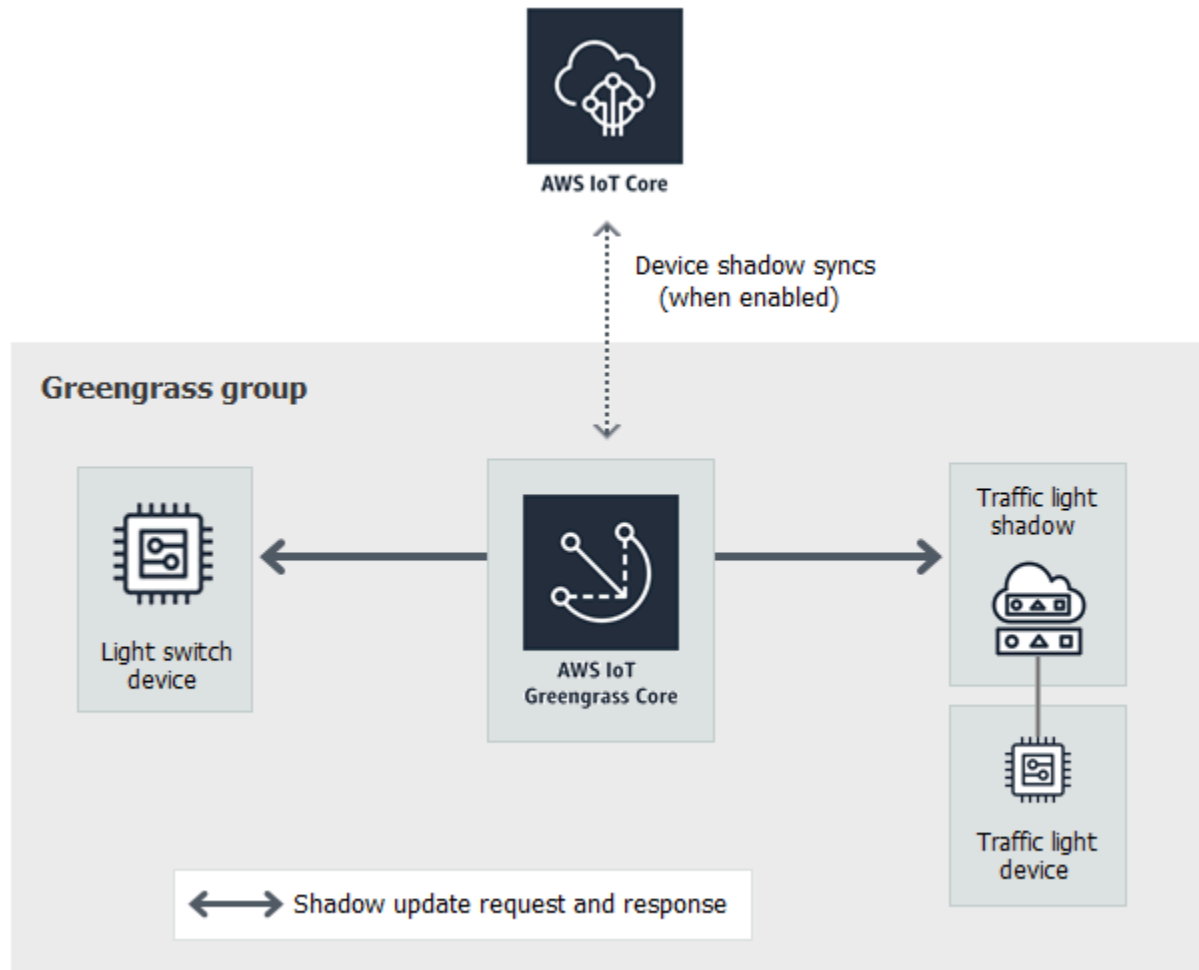 AWS IoT Core
Device shadow syncs
(when enabled)
Greengrass group
Light switch
device
AWS IoT
Greengrass Core
Traffic light
shadow
Traffic light
device
Shadow update request and response